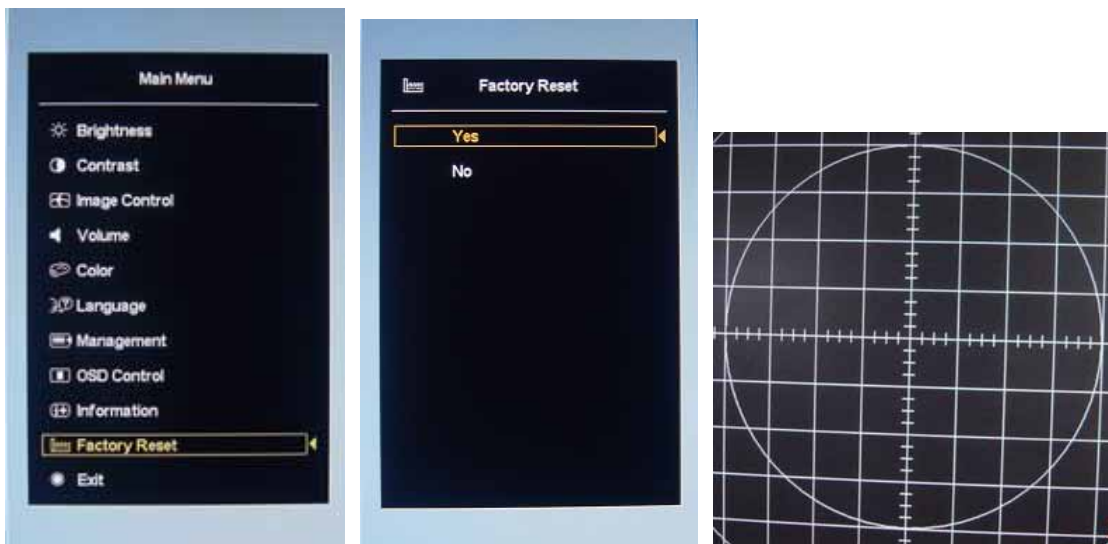 Main Menu
Brightness
Contrast
Image Control
Volume
Color
Language
Management
OSD Control
Information
Factory Reset
Exit
Factory Reset
Yes
No